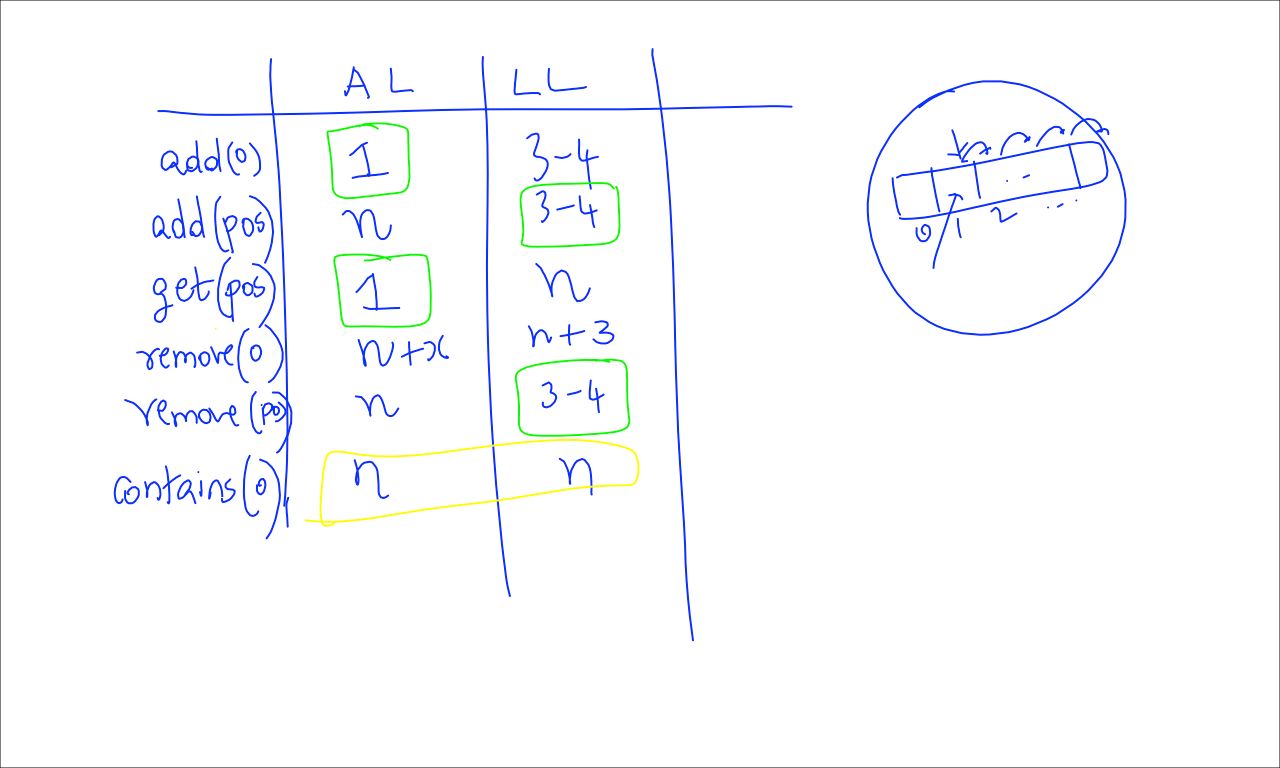 AL LL
add(0) 1 3-4
add(pos) n 3-4
get(pos) 1 n
remove(0) n+x n+3
remove(po) n 3-4
contains(0) n n
0 1 2 ...